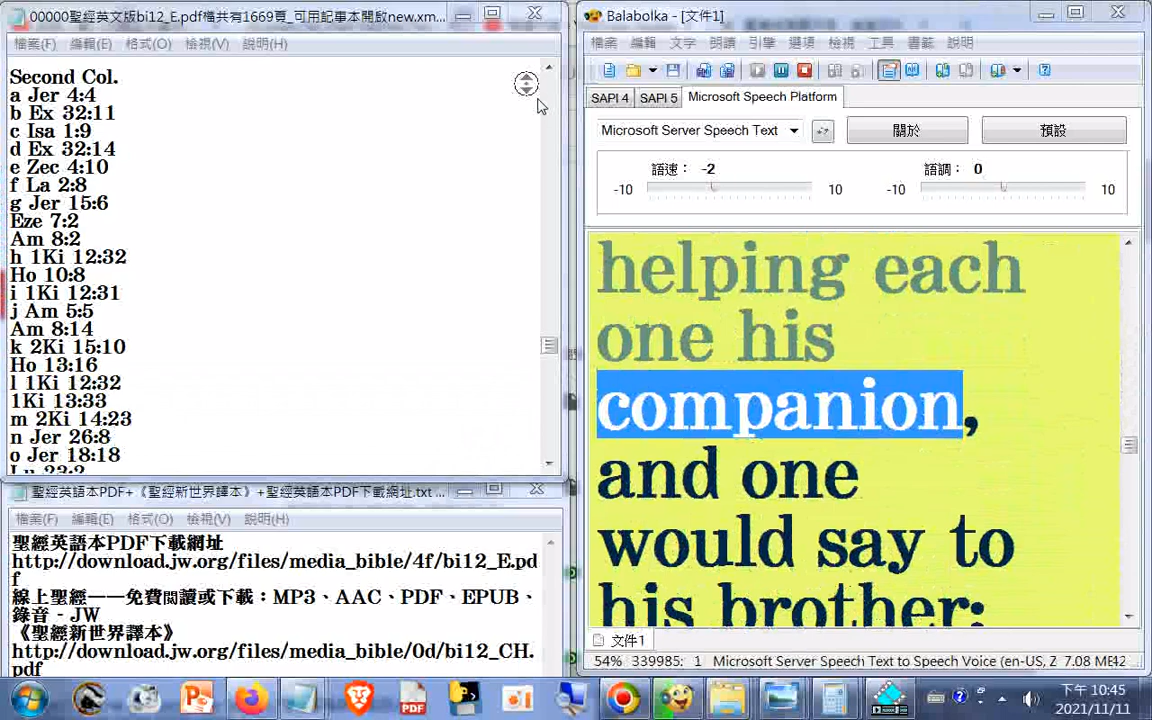 00000聖經英文版bi12_E.pdf檔共有1669頁_可用記事本開啟new.xm...
檔案(F) 編輯(E) 格式(O) 檢視(V) 說明(H)
Second Col.
a Jer 4:4
b Ex 32:11
c Isa 1:9
d Ex 32:14
e Zec 4:10
f La 2:8
g Jer 15:6
Eze 7:2
Am 8:2
h 1Ki 12:32
Ho 10:8
i 1Ki 12:31
j Am 5:5
Am 8:14
k 2Ki 15:10
Ho 13:16
l 1Ki 12:32
1Ki 13:33
m 2Ki 14:23
n Jer 26:8
o Jer 18:18
Lu 23:2
聖經英語本PDF+《聖經新世界譯本》+聖經英語本PDF下載網址.txt ...
檔案(F) 編輯(E) 格式(O) 檢視(V) 說明(H)
聖經英語本PDF下載網址
http://download.jw.org/files/media_bible/4f/bi12_E.pd
f
線上聖經——免費閱讀或下載：MP3、AAC、PDF、EPUB、
錄音 - JW
《聖經新世界譯本》
http://download.jw.org/files/media_bible/0d/bi12_CH.
pdf
Balabolka - [文件1]
檔案 編輯 文字 朗讀 引擎 選項 檢視 工具 書籤 說明
SAPI 4 SAPI 5 Microsoft Speech Platform
Microsoft Server Speech Text 關於 預設
語速： -2 語調： 0
-10 10 -10 10
helping each
one his
companion,
and one
would say to
his brother:
文件1
54% 339985: 1 Microsoft Server Speech Text to Speech Voice (en-US, Z 7.08 ME42
PDF
下午 10:45
2021/11/11